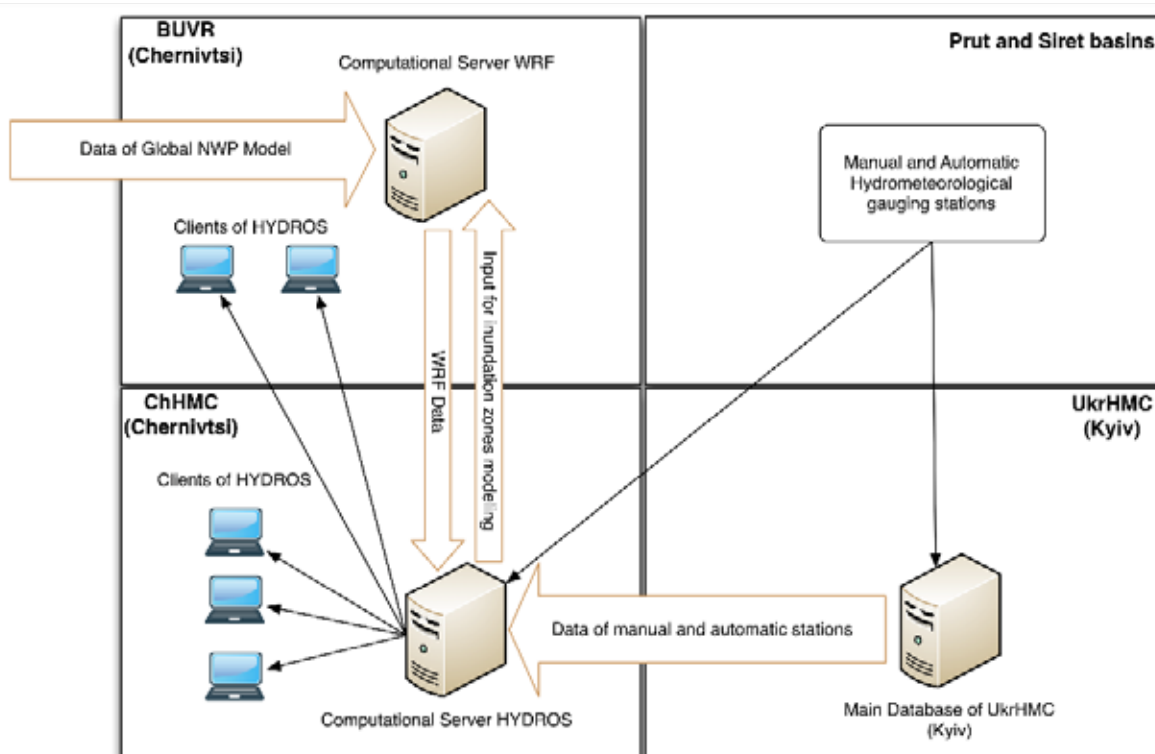 BUVR
(Chernivtsi)
Computational Server WRF
Prut and Siret basins
Data of Global NWP Model
Manual and Automatic
Hydrometeorological
gauging stations
Clients of HYDROS
WRF Data
Input for inundation zones modeling
ChHMC
(Chernivtsi)
UkrHMC
(Kyiv)
Clients of HYDROS
Data of manual and automatic stations
Computational Server HYDROS
Main Database of UkrHMC
(Kyiv)